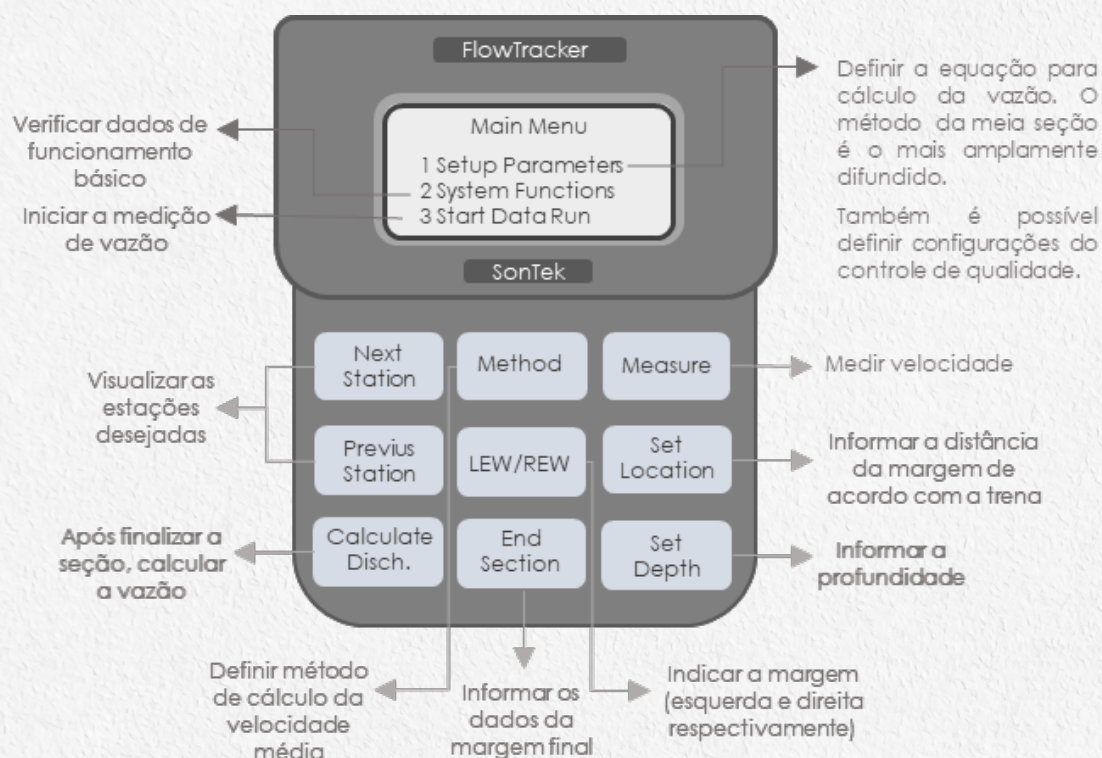 FlowTracker
Main Menu
1 Setup Parameters
2 System Functions
3 Start Data Run
SonTek
Verificar dados de
funcionamento
básico
Iniciar a medição
de vazão
Definir a equação para
cálculo da vazão. O
método da meia seção
é o mais amplamente
difundido.
Também é possível
definir configurações do
controle de qualidade.
Next
Station
Method
Measure
Previus
Station
LEW/REW
Set
Location
Calculate
Disch.
End
Section
Set
Depth
Visualizar as
estações
desejadas
Após finalizar a
seção, calcular
a vazão
Medir velocidade
Informar a distância
da margem de
acordo com a trena
Informar a
profundidade
Definir método
de cálculo da
velocidade
média
Informar os
dados da
margem final
Indicar a margem
(esquerda e direita
respectivamente)